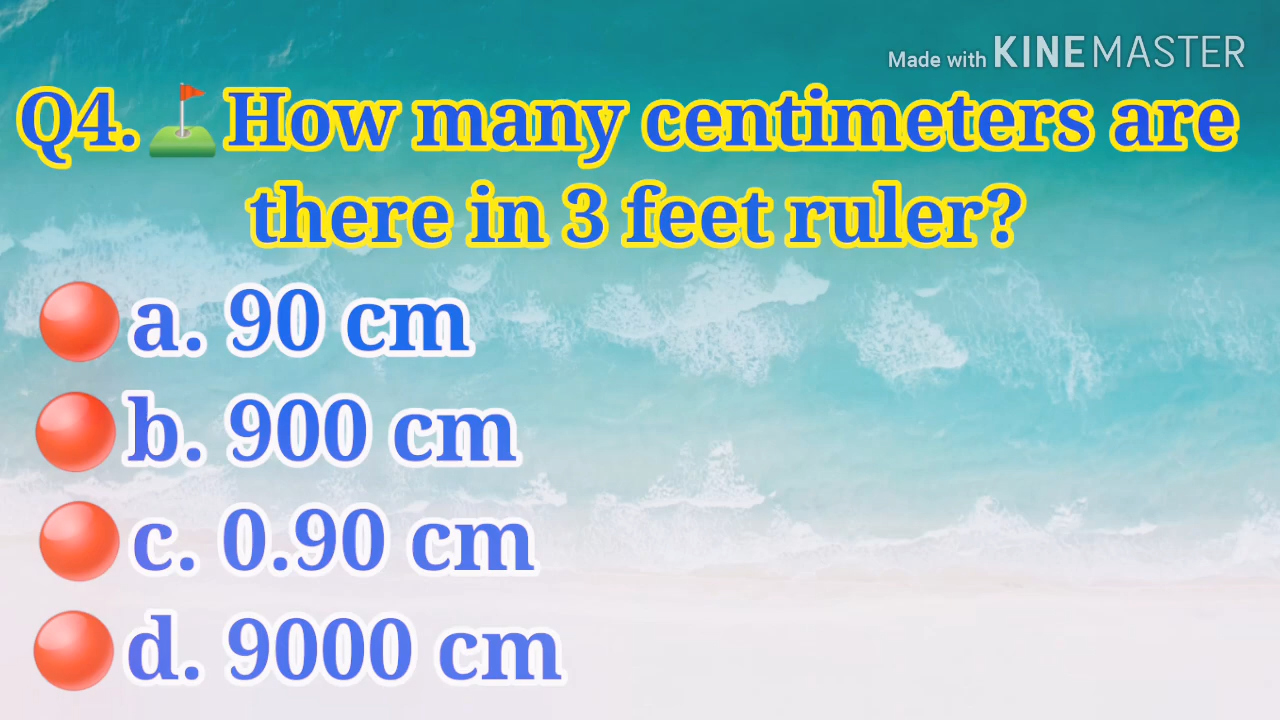 Made with KINEMASTER
Q4.⛳How many centimeters are
there in 3 feet ruler?
🔴a. 90 cm
🔴b. 900 cm
🔴c. 0.90 cm
🔴d. 9000 cm